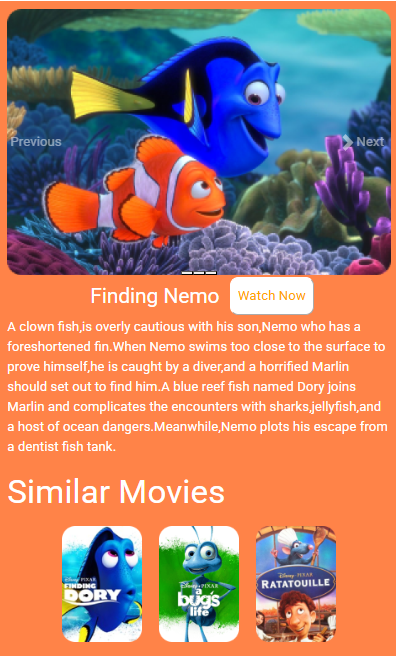 Previous
Next
Finding Nemo
Watch Now
A clown fish,is overly cautious with his son,Nemo who has a
foreshortened fin.When Nemo swims too close to the surface to
prove himself,he is caught by a diver,and a horrified Marlin
should set out to find him.A blue reef fish named Dory joins
Marlin and complicates the encounters with sharks,jellyfish,and
a host of ocean dangers.Meanwhile,Nemo plots his escape from
a dentist fish tank.
Similar Movies
Disney·PIXAR
FINDING
DORY
Disney·PIXAR
a
bug's
life
Disney·PIXAR
RATATOUILLE